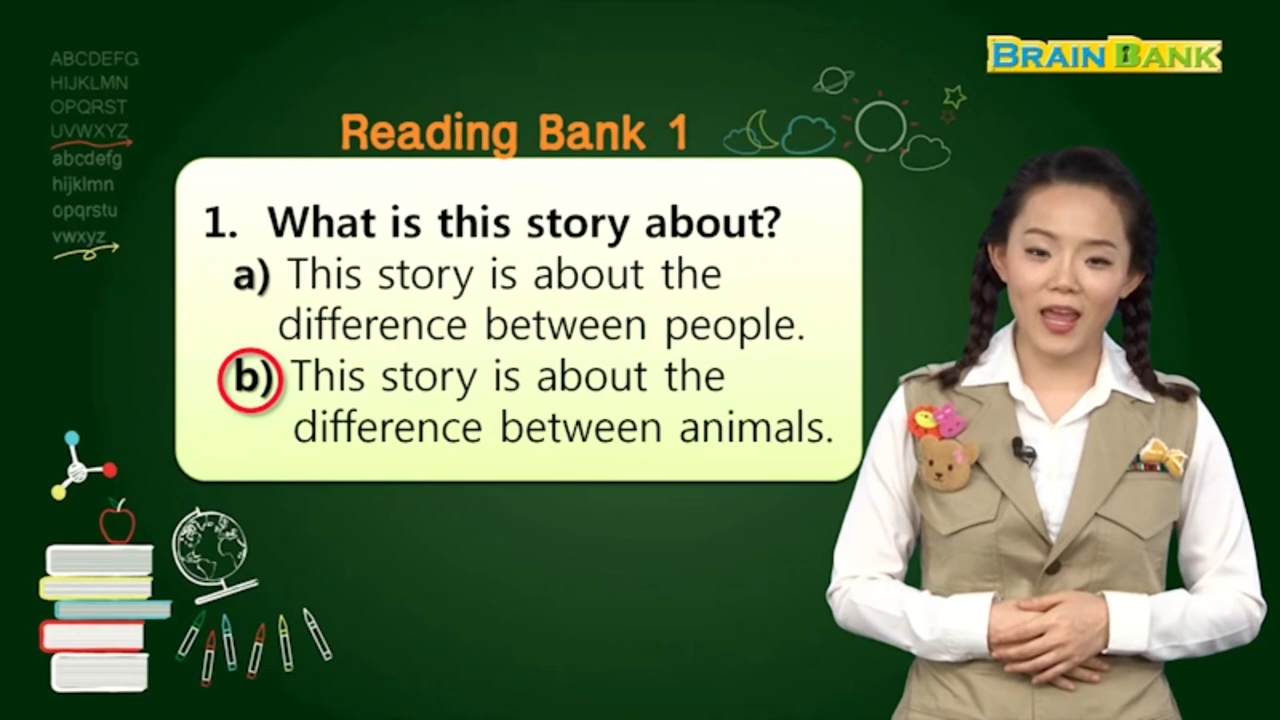 ABCDEFG
HIJKLMN
OPQRST
UVWXYZ
abcdefg
hijklmn
opqrstu
vwxyz
BRAIN BANK
Reading Bank 1
1. What is this story about?
a) This story is about the
difference between people.
b) This story is about the
difference between animals.